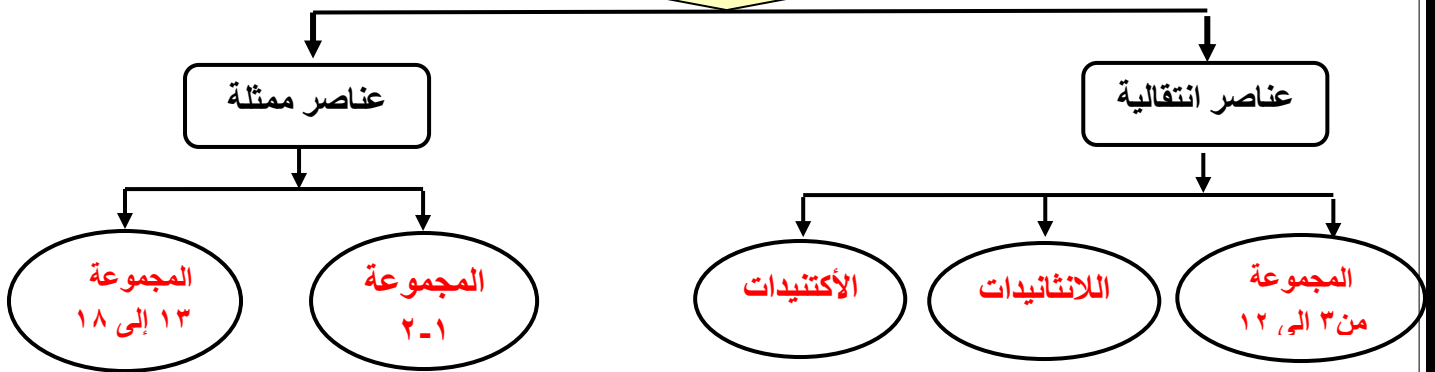 عناصر انتقالية
عناصر ممثلة
المجموعة
من٣ الى ١٢
اللانثانيدات
الأكتنيدات
المجموعة
١-٢
المجموعة
١٣ إلى ١٨